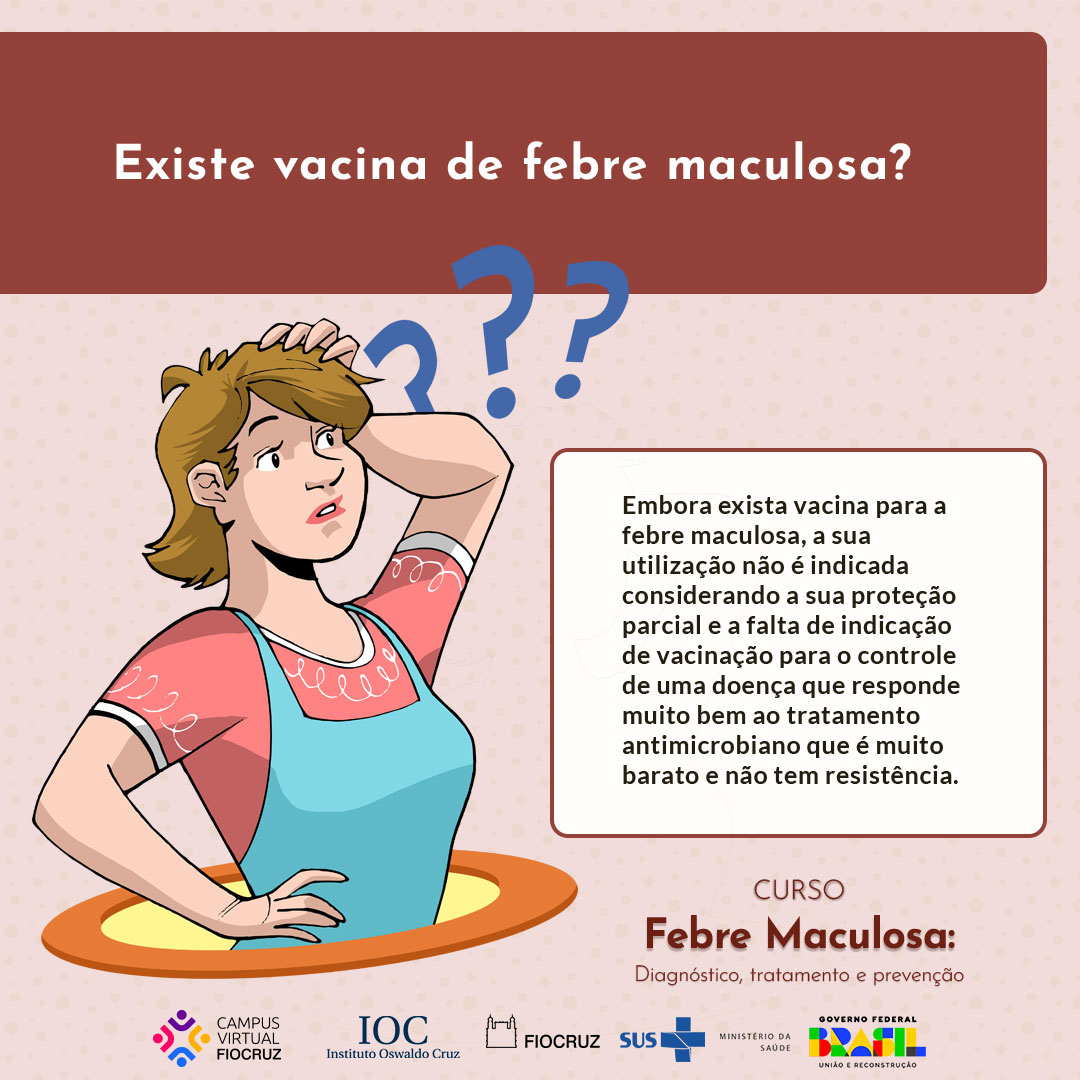 Existe vacina de febre maculosa?
???
Embora exista vacina para a
febre maculosa, a sua
utilização não é indicada
considerando a sua proteção
parcial e a falta de indicação
de vacinação para o controle
de uma doença que responde
muito bem ao tratamento
antimicrobiano que é muito
barato e não tem resistência.
CURSO
Febre Maculosa:
Diagnóstico, tratamento e prevenção
CAMPUS
VIRTUAL
FIOCRUZ
IOC
Instituto Oswaldo Cruz
FIOCRUZ
SUS
MINISTÉRIO DA
SAÚDE
GOVERNO FEDERAL
BRASIL
UNIÃO E RECONSTRUÇÃO